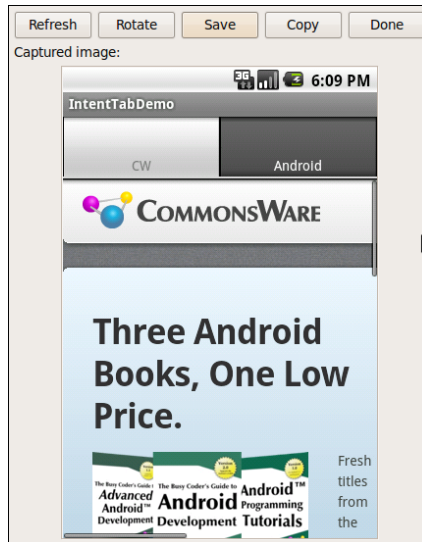 Refresh Rotate Save Copy Done
Captured image:
3G 6:09 PM
IntentTabDemo
CW Android
COMMONSWARE
Three Android
Books, One Low
Price.
Fresh
titles
from
the
The Busy Coder's Guide to
Advanced
Android™
Development
The Busy Coder's Guide to
Android
Development
Android™
Programming
Tutorials